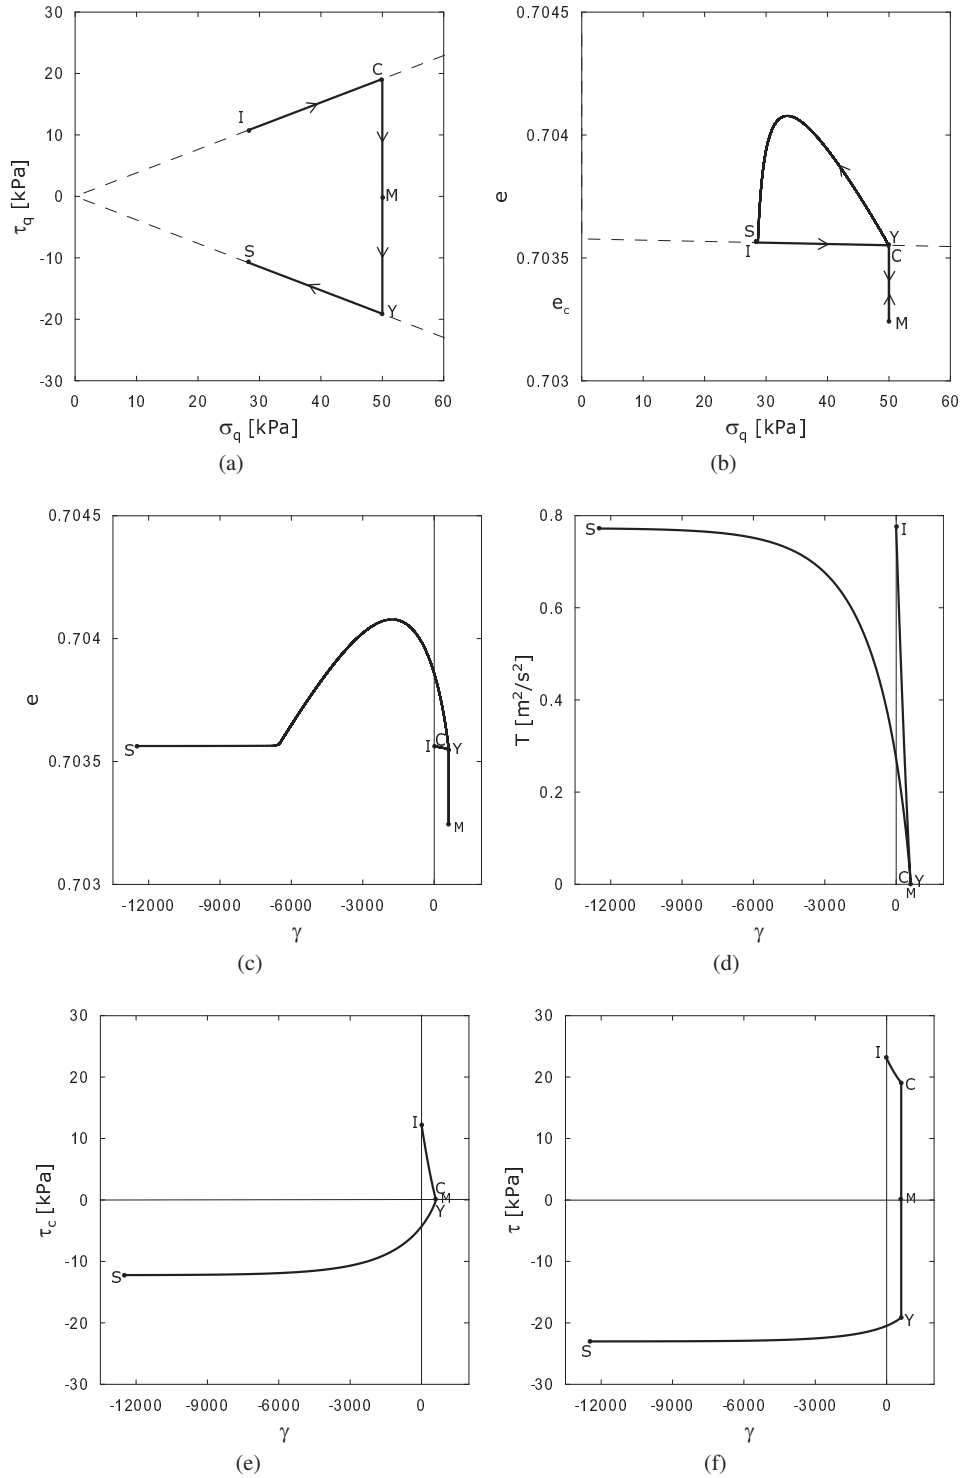 30
20
10
0
-10
-20
-30
τq [kPa]
I
C
M
S
Y
0 10 20 30 40 50 60
σq [kPa]
(a)
0.7045
0.704
0.7035
0.703
e
ec
S
I
Y
C
M
0 10 20 30 40 50 60
σq [kPa]
(b)
0.7045
0.704
0.7035
0.703
e
S
I
C
Y
M
-12000 -9000 -6000 -3000 0
γ
(c)
0.8
0.6
0.4
0.2
0
T [m²/s²]
S
I
C
Y
M
-12000 -9000 -6000 -3000 0
γ
(d)
30
20
10
0
-10
-20
-30
τc [kPa]
I
C
M
Y
S
-12000 -9000 -6000 -3000 0
γ
(e)
30
20
10
0
-10
-20
-30
τ [kPa]
I
C
M
Y
S
-12000 -9000 -6000 -3000 0
γ
(f)